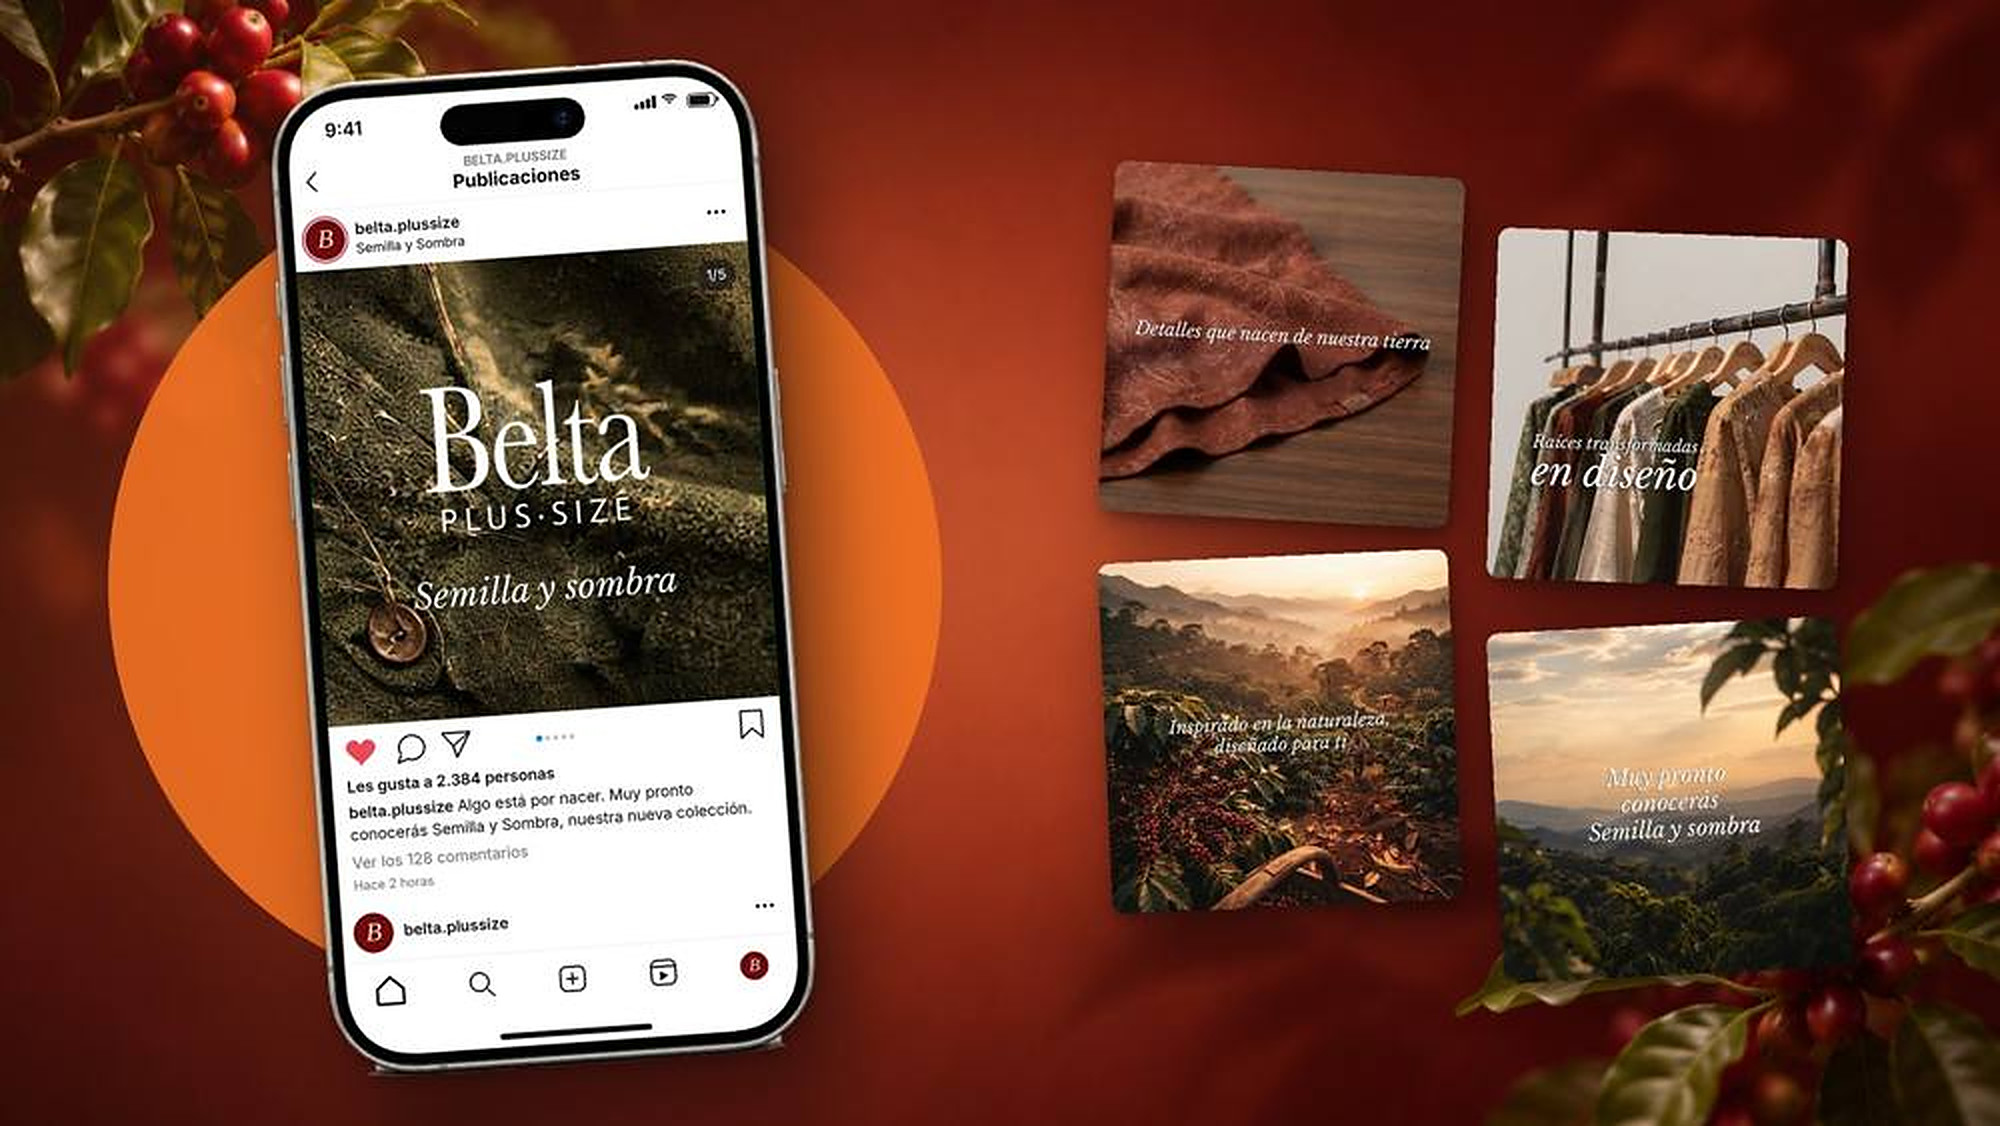 9:41
BELTA.PLUSSIZE
Publicaciones
B
belta.plussize
Semilla y Sombra
1/5
Belta
PLUS·SIZE
Semilla y sombra
Les gusta a 2.384 personas
belta.plussize Algo está por nacer. Muy pronto
conocerás Semilla y Sombra, nuestra nueva colección.
Ver los 128 comentarios
Hace 2 horas
B
belta.plussize
B
Detalles que nacen de nuestra tierra
Raíces transformadas
en diseño
Inspirado en la naturaleza,
diseñado para ti
Muy pronto
conocerás
Semilla y sombra